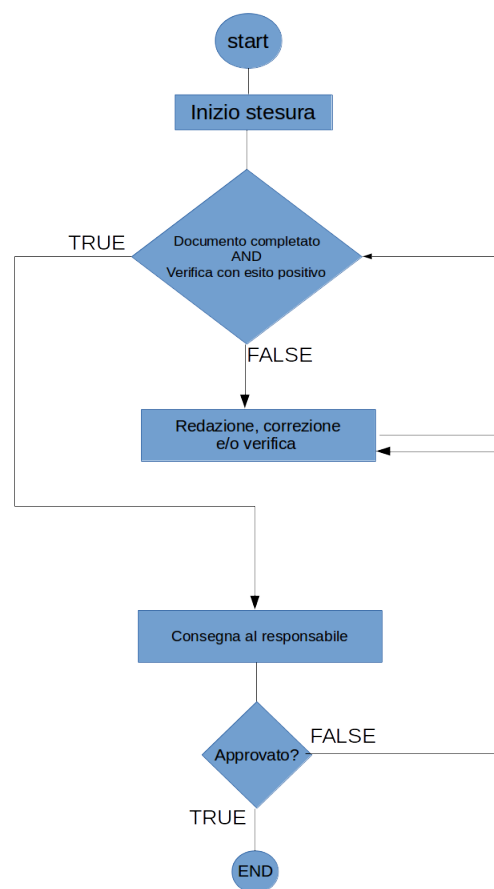 start
Inizio stesura
TRUE
Documento completato
AND
Verifica con esito positivo
FALSE
Redazione, correzione
e/o verifica
Consegna al responsabile
Approvato?
FALSE
TRUE
END